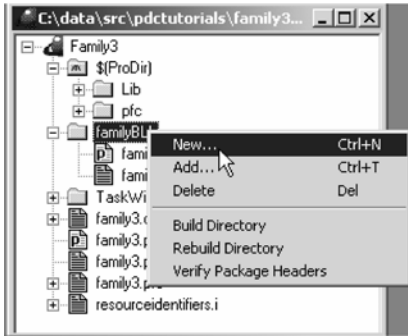 C:\data\src\pdctutorials\family3...
Family3
$(ProDir)
Lib
pfc
familyBL
New... Ctrl+N
fami
Add... Ctrl+T
fami
Delete Del
TaskWi
family3.
Build Directory
family3.p
Rebuild Directory
family3.p
Verify Package Headers
family3.pro
resourceidentifiers.i